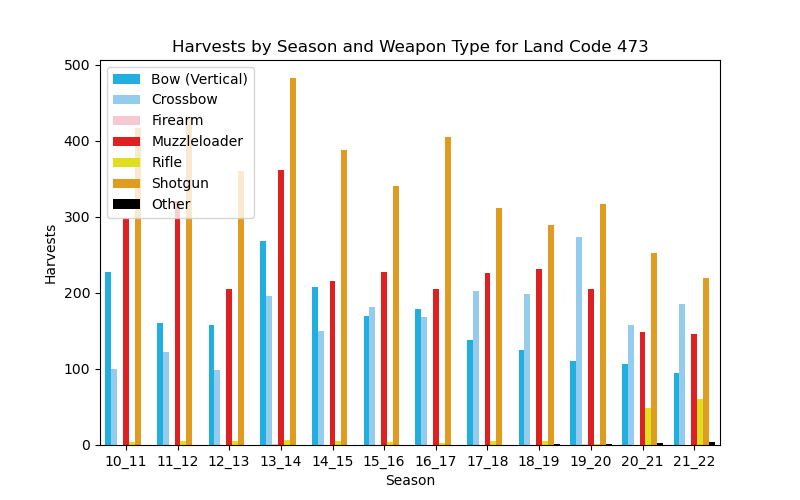 Harvests by Season and Weapon Type for Land Code 473
500
400
300
200
100
0
Harvests
Bow (Vertical)
Crossbow
Firearm
Muzzleloader
Rifle
Shotgun
Other
10_11 11_12 12_13 13_14 14_15 15_16 16_17 17_18 18_19 19_20 20_21 21_22
Season